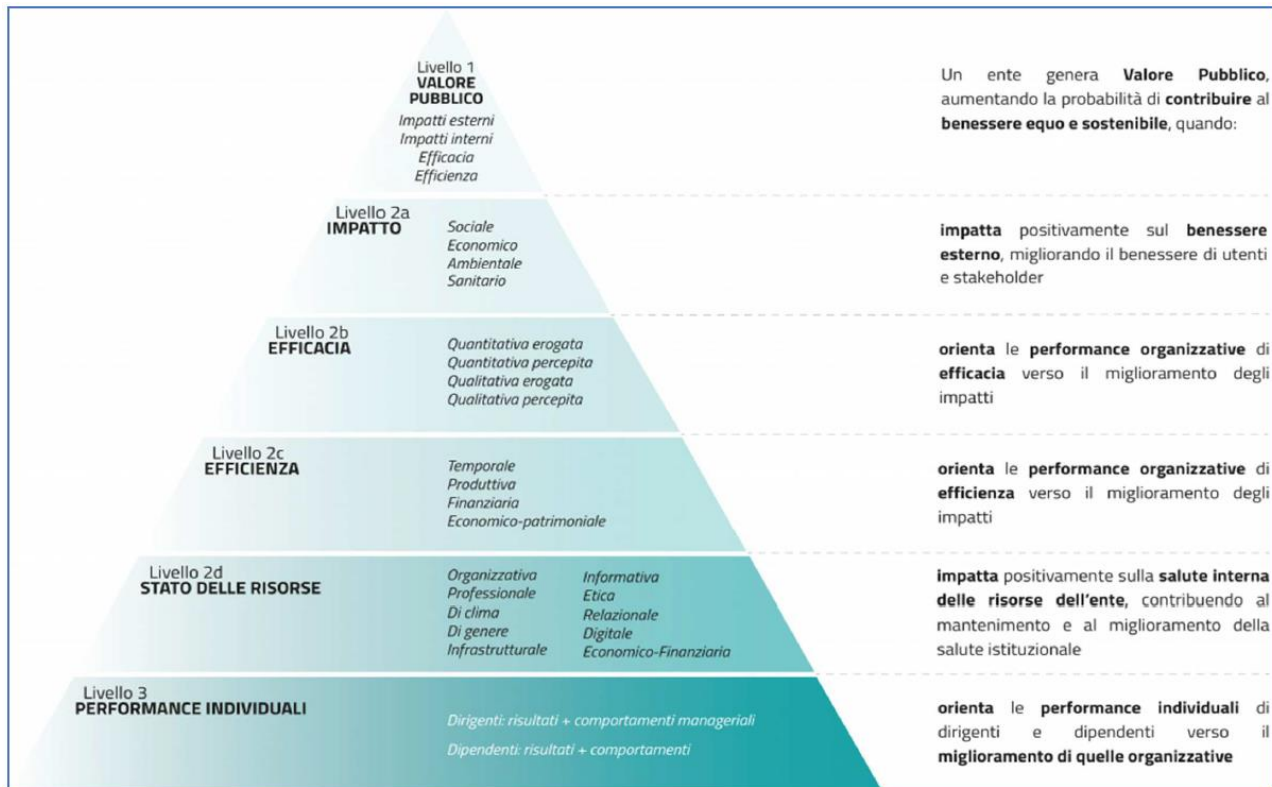 Livello 1
VALORE
PUBBLICO
Impatti esterni
Impatti interni
Efficacia
Efficienza
Un ente genera Valore Pubblico,
aumentando la probabilità di contribuire al
benessere equo e sostenibile, quando:
Livello 2a
IMPATTO
Sociale
Economico
Ambientale
Sanitario
impatta positivamente sul benessere
esterno, migliorando il benessere di utenti
e stakeholder
Livello 2b
EFFICACIA
Quantitativa erogata
Quantitativa percepita
Qualitativa erogata
Qualitativa percepita
orienta le performance organizzative di
efficacia verso il miglioramento degli
impatti
Livello 2c
EFFICIENZA
Temporale
Produttiva
Finanziaria
Economico-patrimoniale
orienta le performance organizzative di
efficienza verso il miglioramento degli
impatti
Livello 2d
STATO DELLE RISORSE
Organizzativa
Professionale
Di clima
Di genere
Infrastrutturale
Informativa
Etica
Relazionale
Digitale
Economico-Finanziaria
impatta positivamente sulla salute interna
delle risorse dell'ente, contribuendo al
mantenimento e al miglioramento della
salute istituzionale
Livello 3
PERFORMANCE INDIVIDUALI
Dirigenti: risultati + comportamenti manageriali
Dipendenti: risultati + comportamenti
orienta le performance individuali di
dirigenti e dipendenti verso il
miglioramento di quelle organizzative